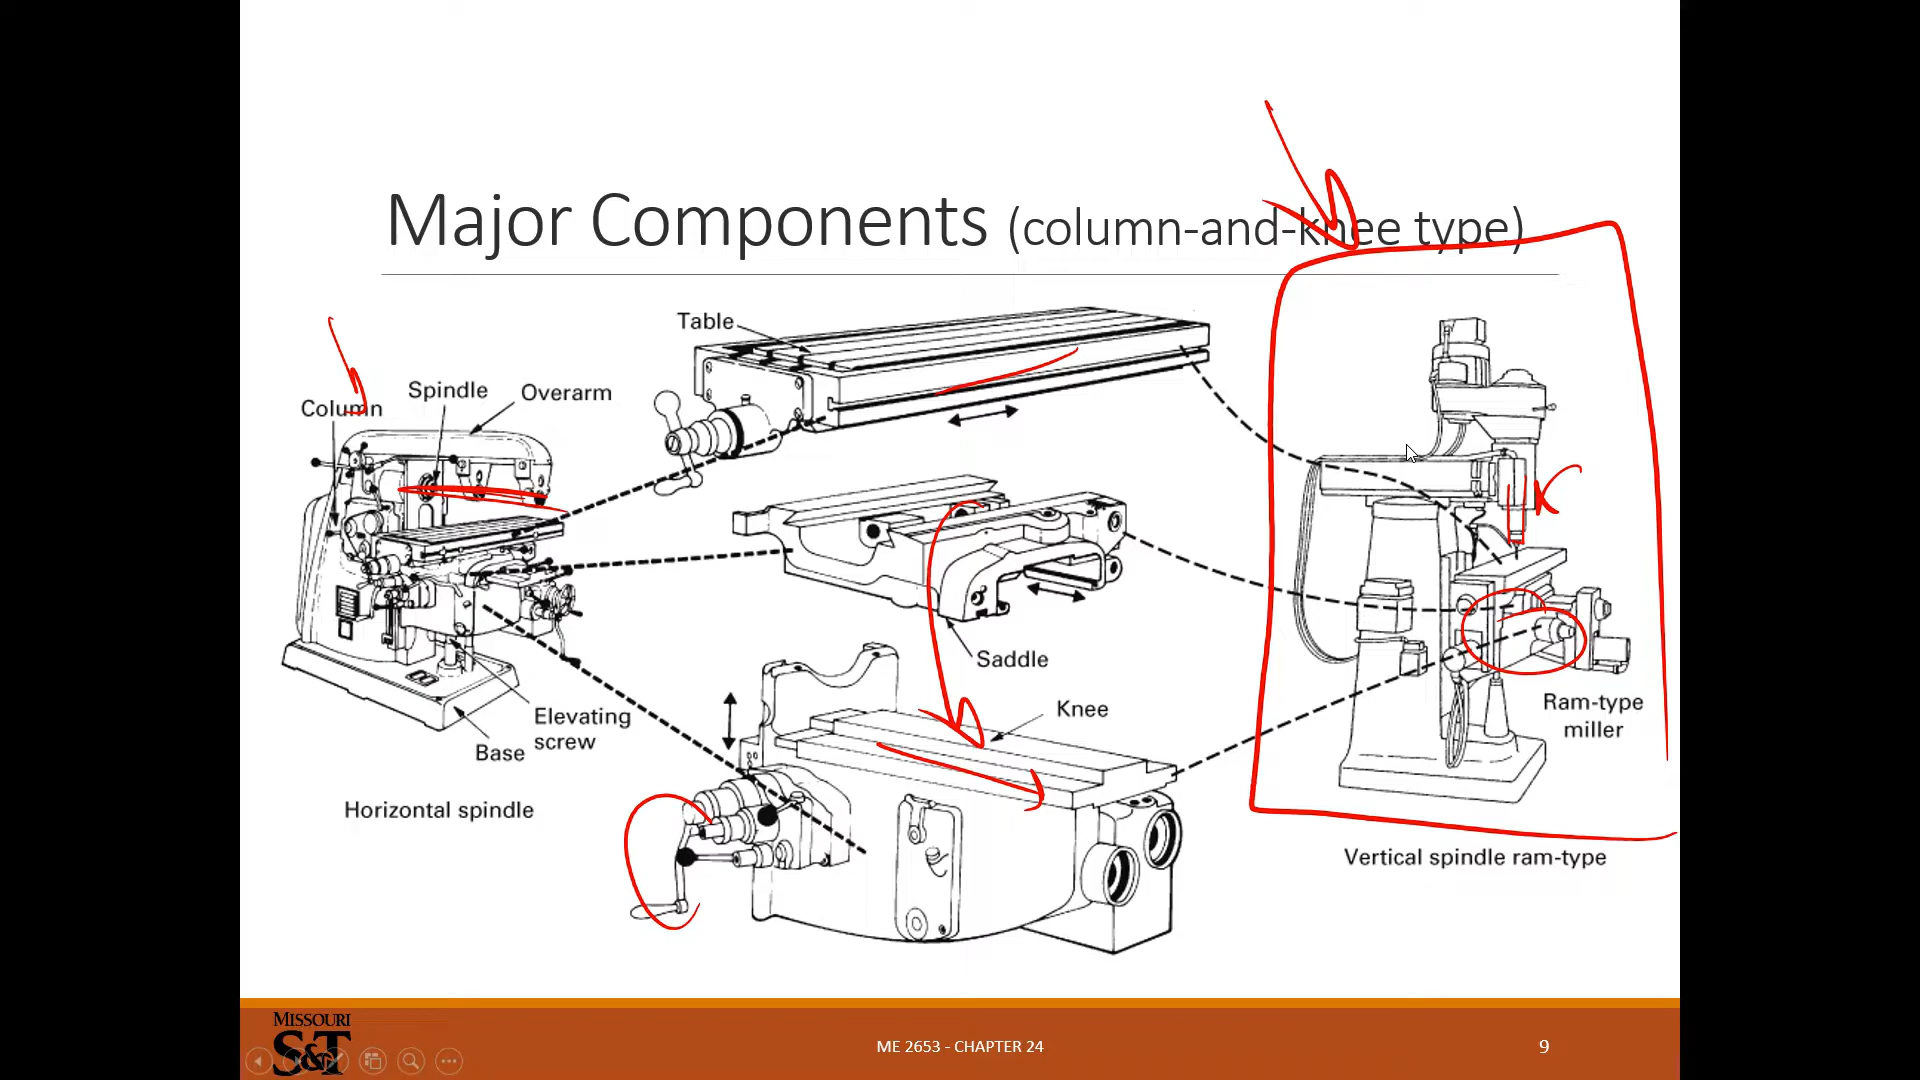 Major Components (column-and-knee type)
Table
Spindle
Overarm
Column
Saddle
Knee
Elevating
screw
Base
Ram-type
miller
Horizontal spindle
Vertical spindle ram-type
MISSOURI
S&T
ME 2653 - CHAPTER 24
9